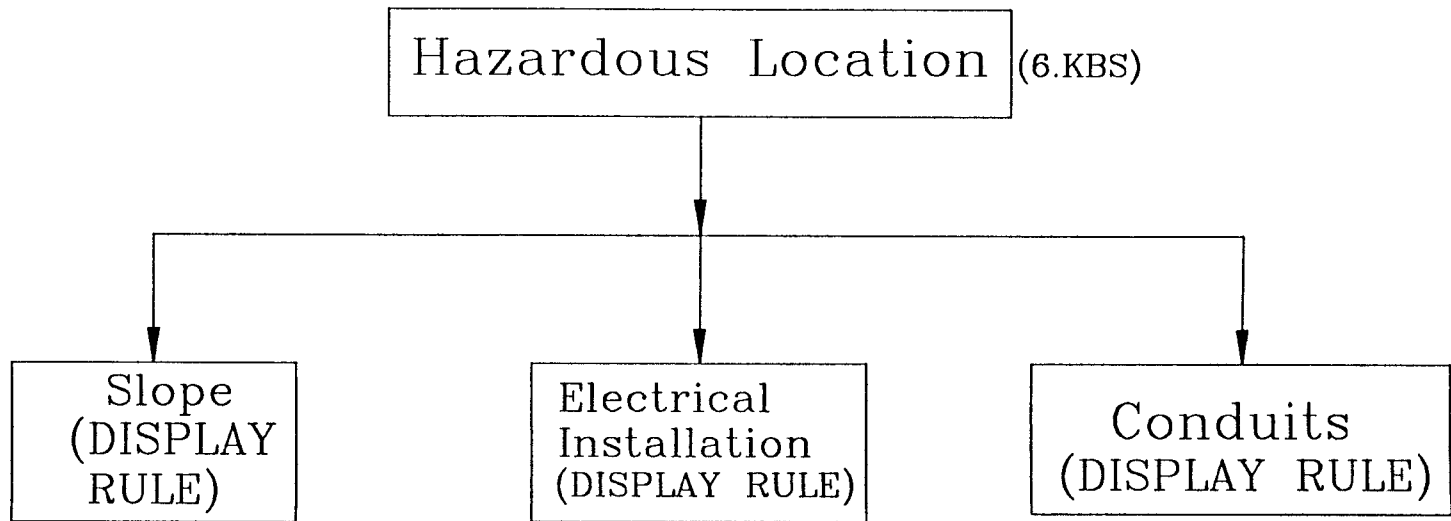 Hazardous Location (6.KBS)
Slope
(DISPLAY
RULE)
Electrical
Installation
(DISPLAY RULE)
Conduits
(DISPLAY RULE)